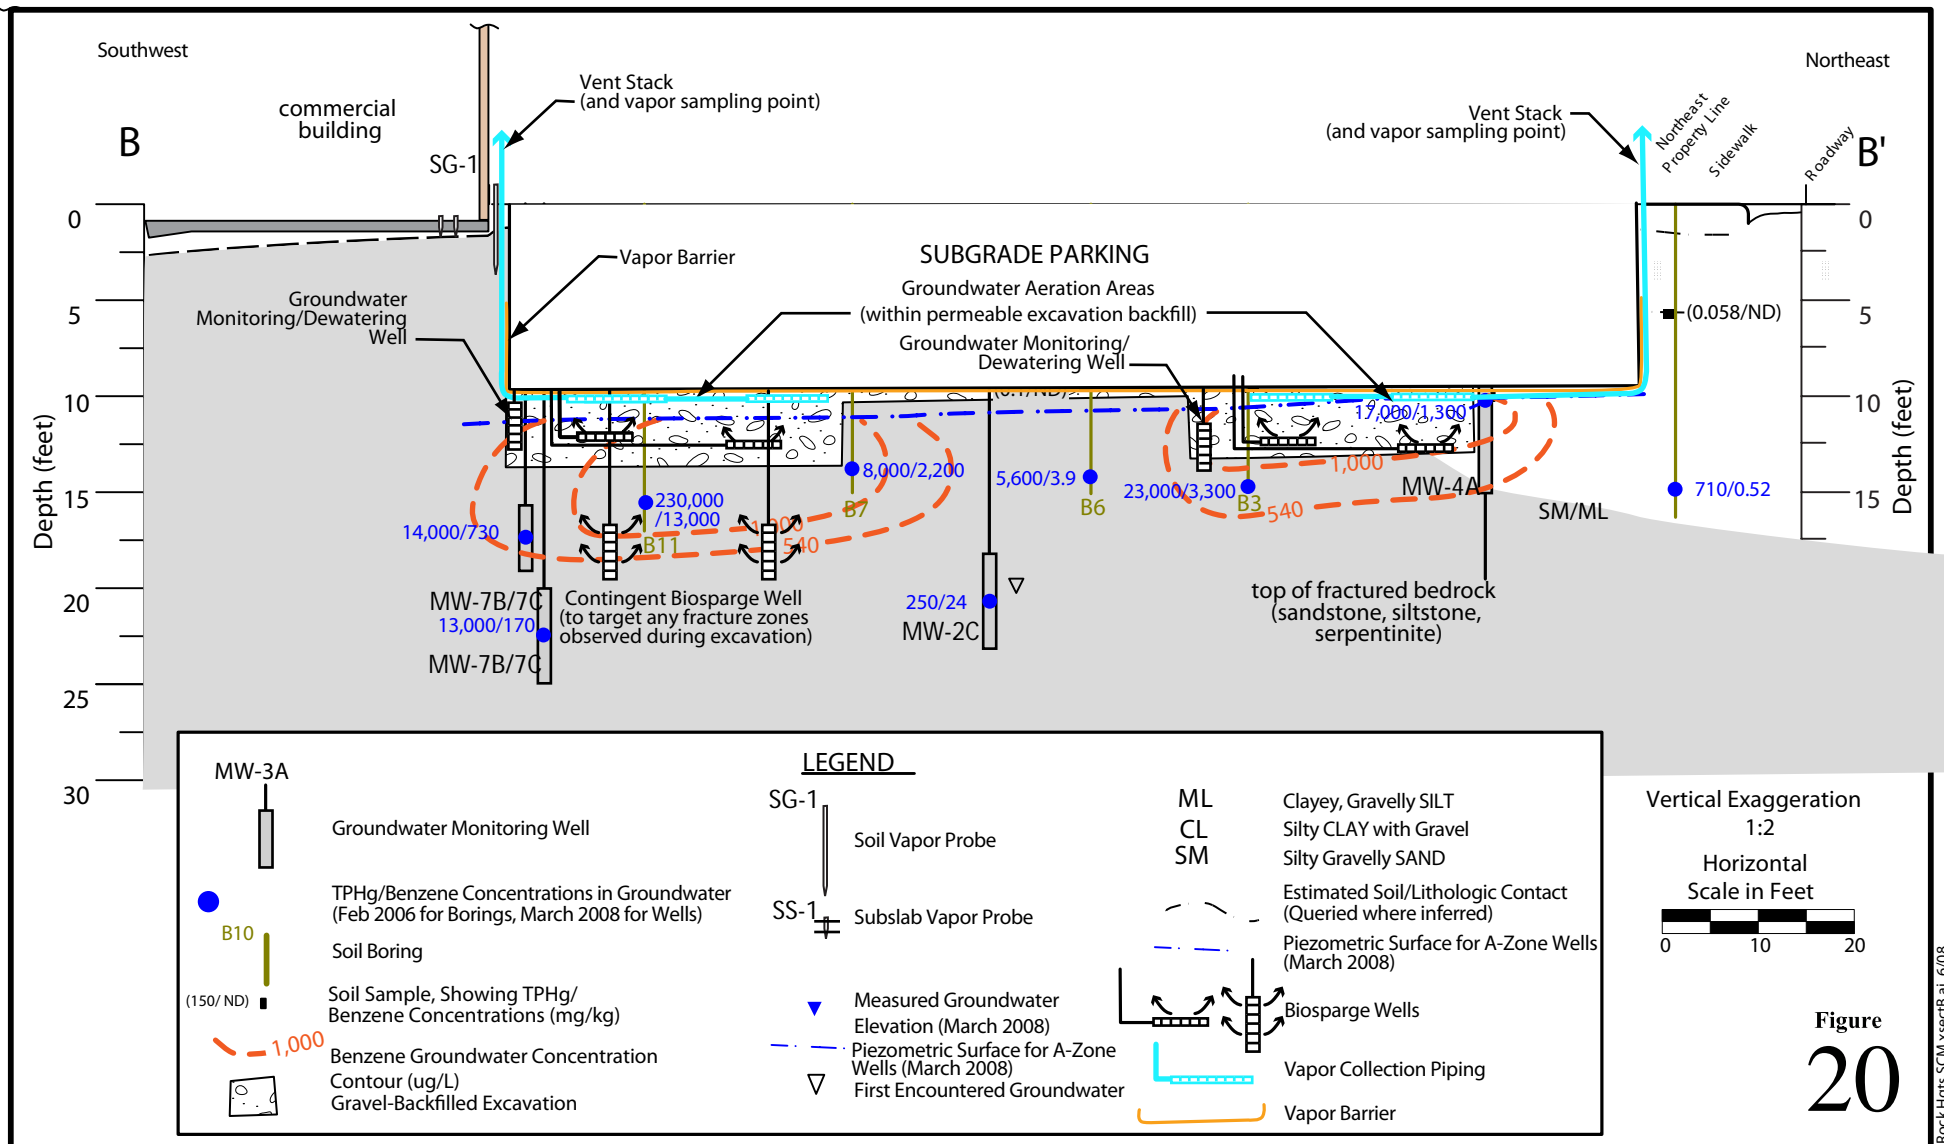 Southwest
Northeast
commercial
building
B
SG-1
Vent Stack
(and vapor sampling point)
Vent Stack
(and vapor sampling point)
Northeast
Property Line
Sidewalk
Roadway
B'
0
5
10
15
20
25
30
Depth (feet)
0
5
10
15
Depth (feet)
Vapor Barrier
SUBGRADE PARKING
Groundwater Aeration Areas
(within permeable excavation backfill)
Groundwater
Monitoring/Dewatering
Well
Groundwater Monitoring/
Dewatering Well
(0.058/ND)
17,000/1,300
8,000/2,200
B7
5,600/3.9
B6
23,000/3,300
B3
1,000
540
MW-4A
SM/ML
710/0.52
230,000
/13,000
B11
1,000
540
14,000/730
MW-7B/7C
13,000/170
MW-7B/7C
Contingent Biosparge Well
(to target any fracture zones
observed during excavation)
250/24
MW-2C
top of fractured bedrock
(sandstone, siltstone,
serpentinite)
LEGEND
MW-3A
Groundwater Monitoring Well
TPHg/Benzene Concentrations in Groundwater
(Feb 2006 for Borings, March 2008 for Wells)
B10
Soil Boring
(150/ ND)
Soil Sample, Showing TPHg/
Benzene Concentrations (mg/kg)
1,000
Benzene Groundwater Concentration
Contour (ug/L)
Gravel-Backfilled Excavation
SG-1
Soil Vapor Probe
SS-1
Subslab Vapor Probe
Measured Groundwater
Elevation (March 2008)
Piezometric Surface for A-Zone
Wells (March 2008)
First Encountered Groundwater
ML
Clayey, Gravelly SILT
CL
Silty CLAY with Gravel
SM
Silty Gravelly SAND
Estimated Soil/Lithologic Contact
(Queried where inferred)
Piezometric Surface for A-Zone Wells
(March 2008)
Biosparge Wells
Vapor Collection Piping
Vapor Barrier
Vertical Exaggeration
1:2
Horizontal
Scale in Feet
0 10 20
Figure
20